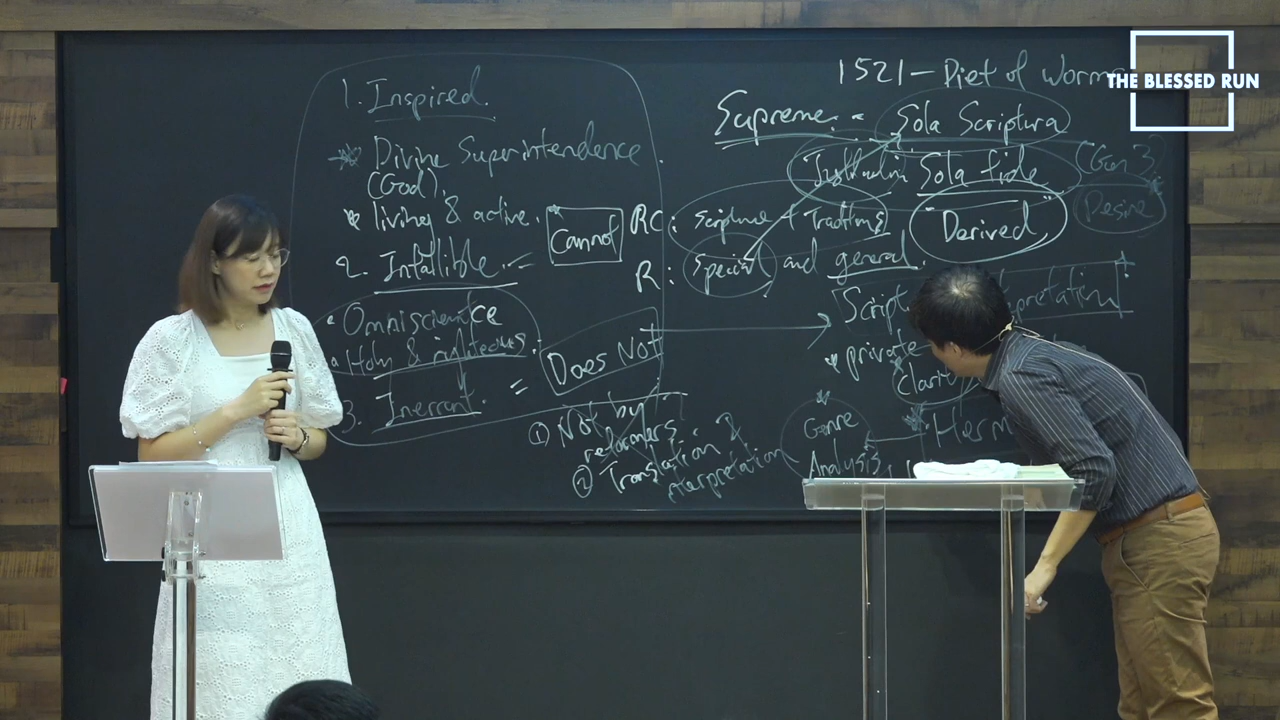 1. Inspired.
Divine Superintendence.
(God).
living & active.
2. Infallible. =
Cannot
Omniscience
Holy & righteous.
3. Inerrant. =
Does Not
① Not by
reformers.
② Translation &
interpretation
1521 - Diet of Worms
THE BLESSED RUN
Supreme. Sola Scriptura
Sola fide
(Gen 3)
Desire
RC: Scripture + Traditions
"Derived"
R: Special and general.
private
Genre
Analysis